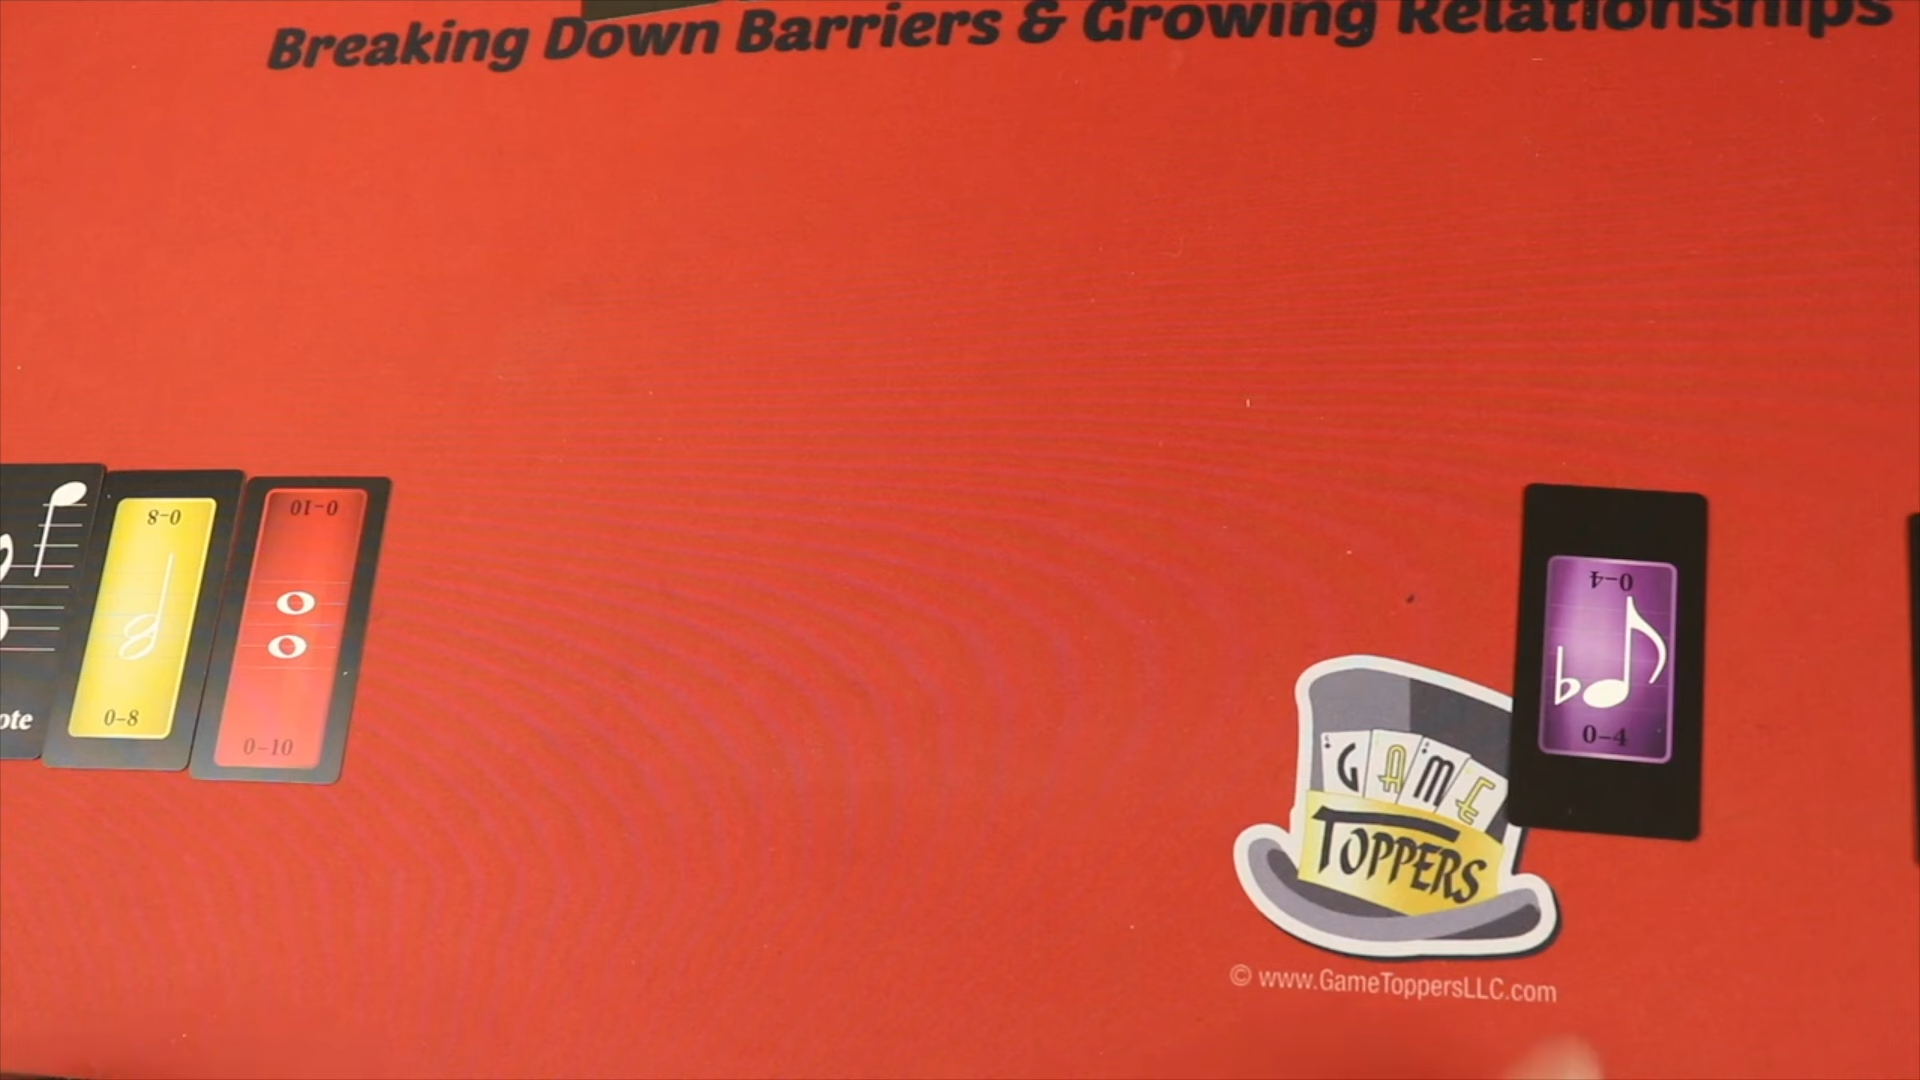 Breaking Down Barriers & Growing Relationships
0-8
0-10
ote
0-8
0-10
0-4
0-4
GAME
TOPPERS
© www.GameToppersLLC.com